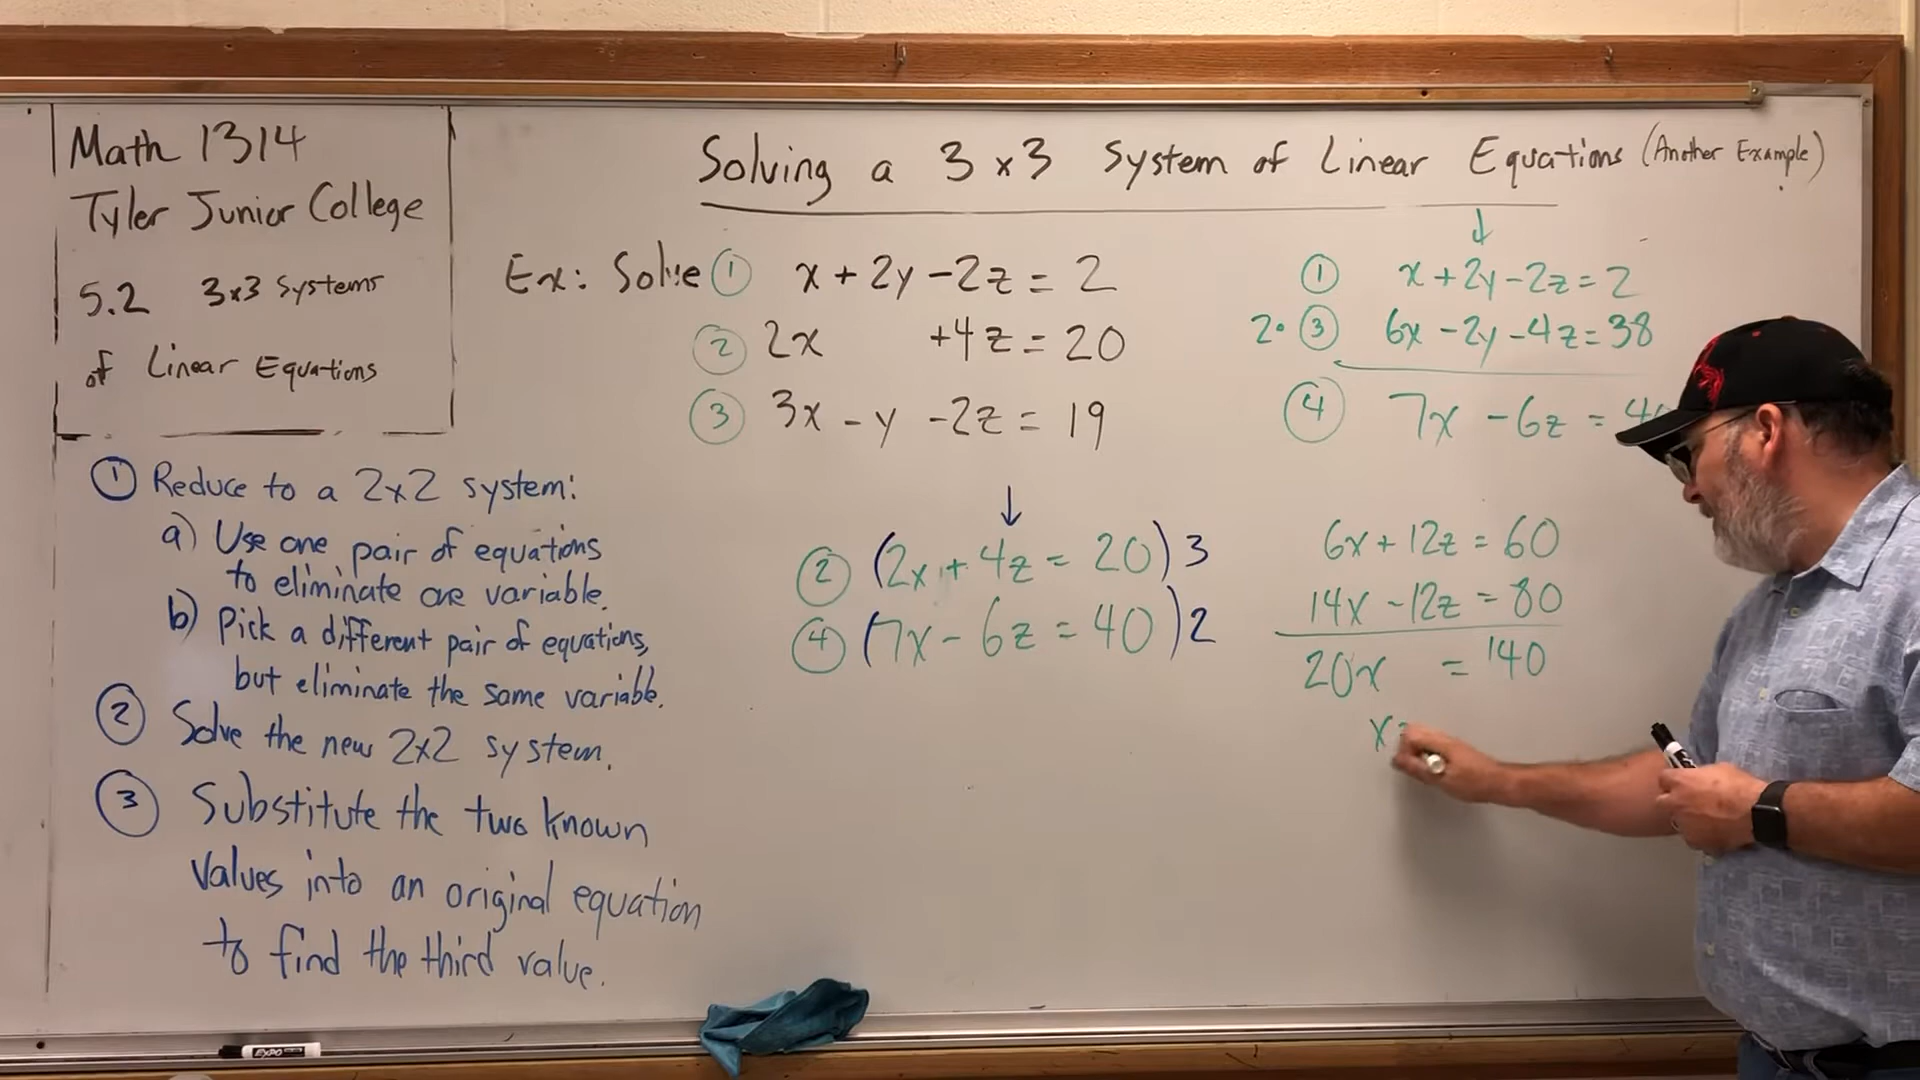 Math 1314
Tyler Junior College
5.2 3x3 Systems
of Linear Equations
Solving a 3x3 System of Linear Equations (Another Example)
Ex: Solve ① x + 2y - 2z = 2
② 2x + 4z = 20
③ 3x - y - 2z = 19
↓
① x + 2y - 2z = 2
2• ③ 6x - 2y - 4z = 38
④ 7x - 6z = 40
① Reduce to a 2x2 system:
a) Use one pair of equations
to eliminate one variable.
b) Pick a different pair of equations,
but eliminate the same variable.
② Solve the new 2x2 system.
③ Substitute the two known
values into an original equation
to find the third value.
↓
② (2x + 4z = 20)3
④ (7x - 6z = 40)2
6x + 12z = 60
14x - 12z = 80
20x = 140
x =
EXPO